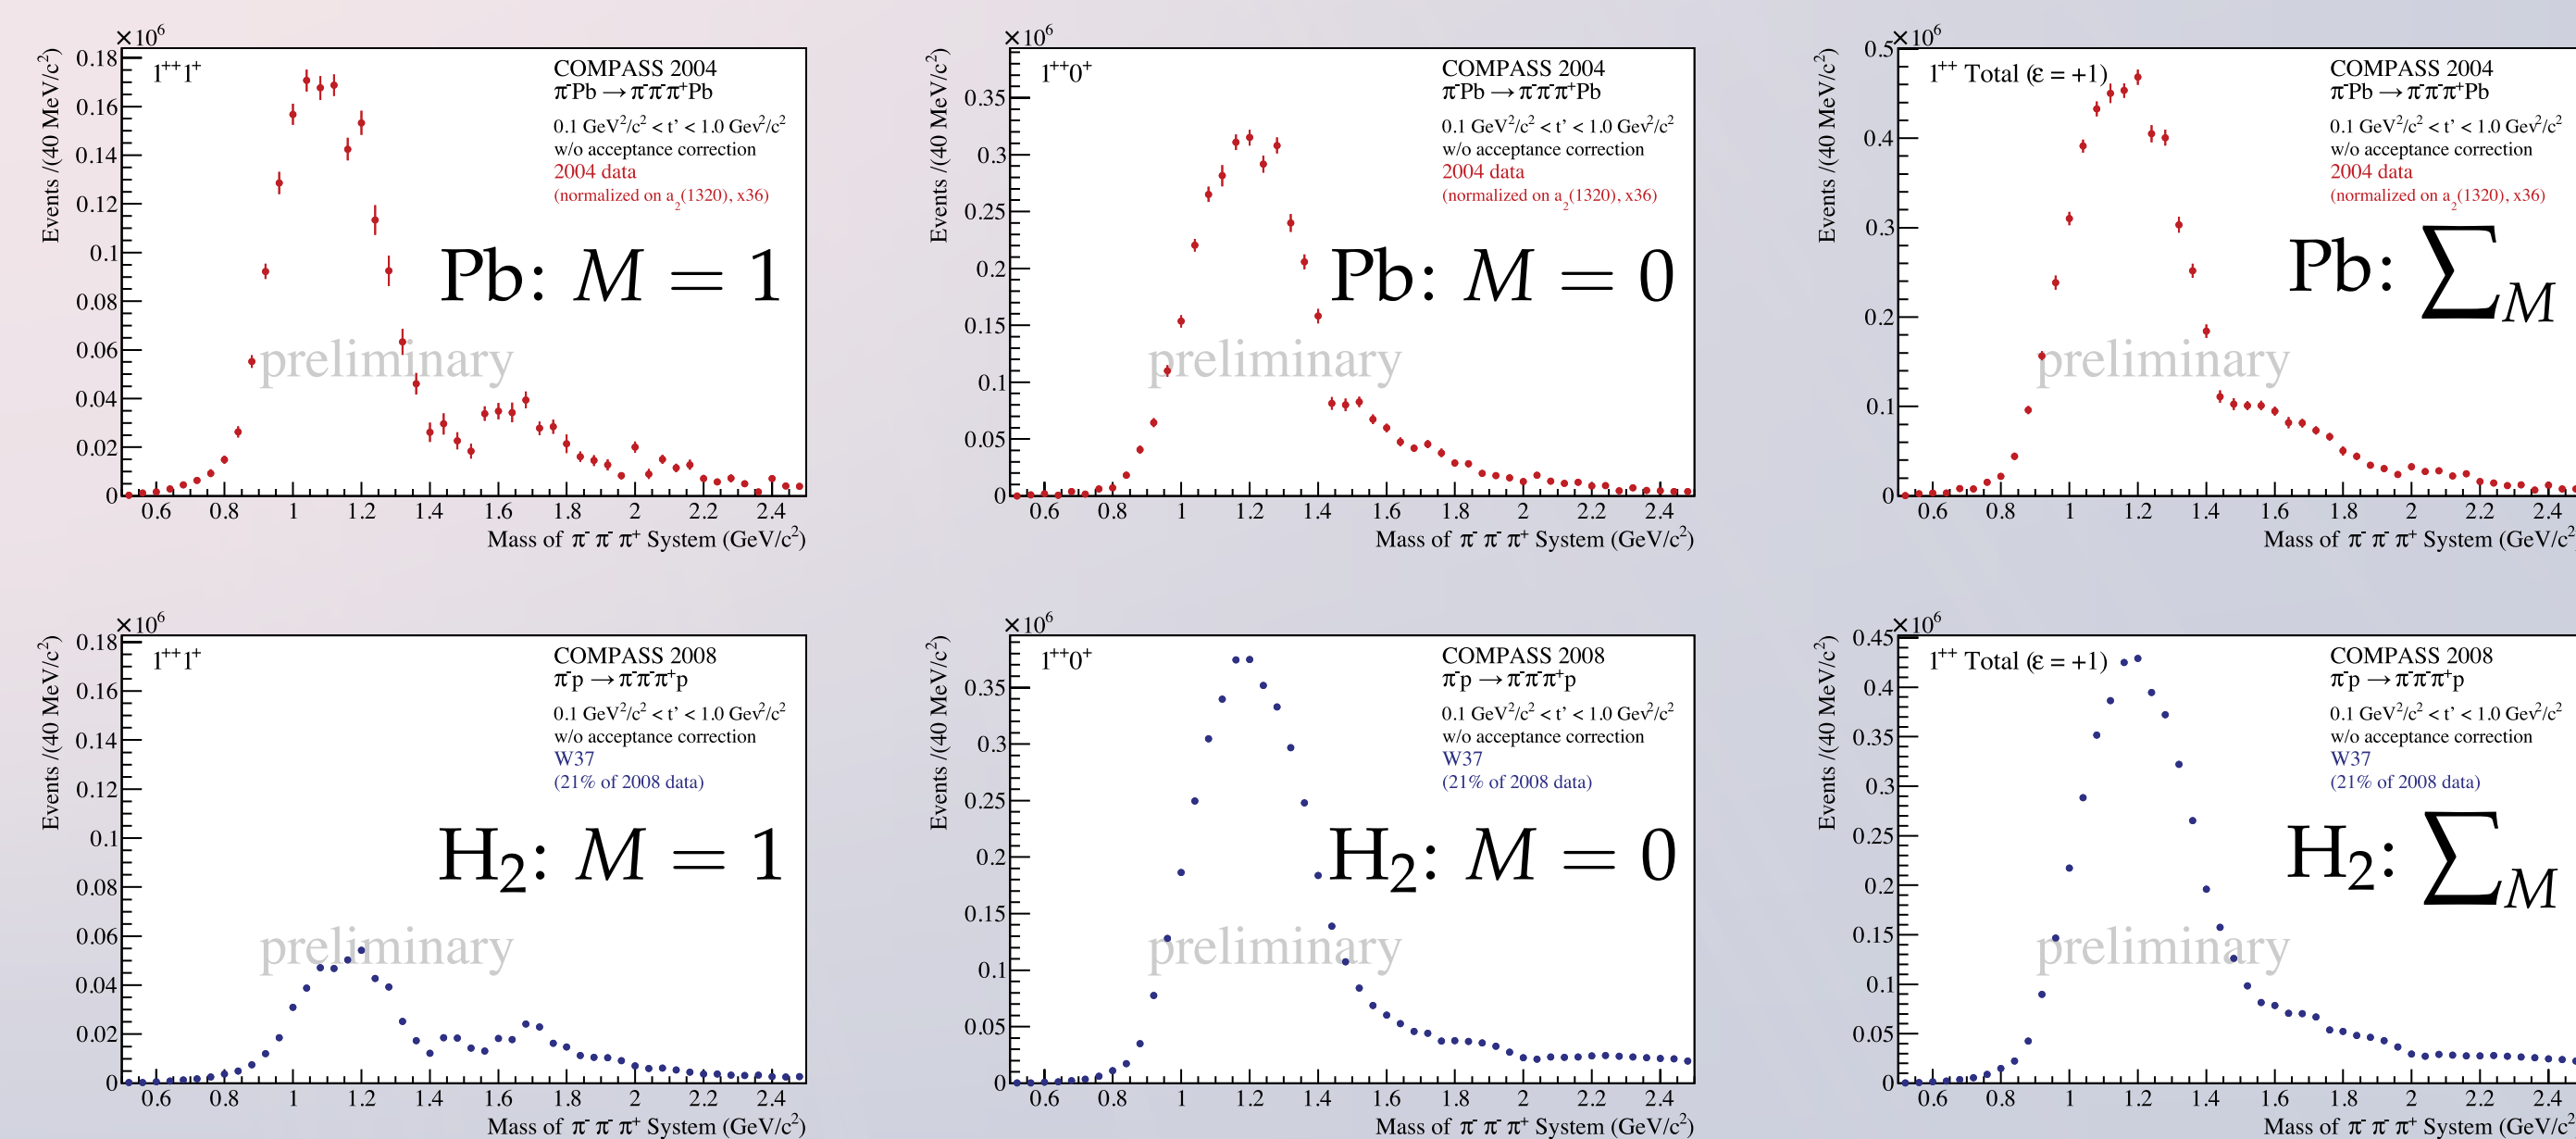 ×10⁶
Events /(40 MeV/c²)
0.18
0.16
0.14
0.12
0.1
0.08
0.06
0.04
0.02
0
1⁺⁺1⁺
COMPASS 2004
π⁻Pb → π⁻π⁻π⁺Pb
0.1 GeV²/c² < t' < 1.0 Gev²/c²
w/o acceptance correction
2004 data
(normalized on a₂(1320), x36)
Pb: M = 1
preliminary
0.6 0.8 1 1.2 1.4 1.6 1.8 2 2.2 2.4
Mass of π⁻ π⁻ π⁺ System (GeV/c²)
×10⁶
Events /(40 MeV/c²)
0.35
0.3
0.25
0.2
0.15
0.1
0.05
0
1⁺⁺0⁺
COMPASS 2004
π⁻Pb → π⁻π⁻π⁺Pb
0.1 GeV²/c² < t' < 1.0 Gev²/c²
w/o acceptance correction
2004 data
(normalized on a₂(1320), x36)
Pb: M = 0
preliminary
0.6 0.8 1 1.2 1.4 1.6 1.8 2 2.2 2.4
Mass of π⁻ π⁻ π⁺ System (GeV/c²)
×10⁶
Events /(40 MeV/c²)
0.5
0.4
0.3
0.2
0.1
0
1⁺⁺ Total (ε = +1)
COMPASS 2004
π⁻Pb → π⁻π⁻π⁺Pb
0.1 GeV²/c² < t' < 1.0 Gev²/c²
w/o acceptance correction
2004 data
(normalized on a₂(1320), x36)
Pb: ∑M
preliminary
0.6 0.8 1 1.2 1.4 1.6 1.8 2 2.2 2.4
Mass of π⁻ π⁻ π⁺ System (GeV/c²
×10⁶
Events /(40 MeV/c²)
0.18
0.16
0.14
0.12
0.1
0.08
0.06
0.04
0.02
0
1⁺⁺1⁺
COMPASS 2008
π⁻p → π⁻π⁻π⁺p
0.1 GeV²/c² < t' < 1.0 Gev²/c²
w/o acceptance correction
W37
(21% of 2008 data)
H₂: M = 1
preliminary
0.6 0.8 1 1.2 1.4 1.6 1.8 2 2.2 2.4
Mass of π⁻ π⁻ π⁺ System (GeV/c²)
×10⁶
Events /(40 MeV/c²)
0.35
0.3
0.25
0.2
0.15
0.1
0.05
0
1⁺⁺0⁺
COMPASS 2008
π⁻p → π⁻π⁻π⁺p
0.1 GeV²/c² < t' < 1.0 Gev²/c²
w/o acceptance correction
W37
(21% of 2008 data)
H₂: M = 0
preliminary
0.6 0.8 1 1.2 1.4 1.6 1.8 2 2.2 2.4
Mass of π⁻ π⁻ π⁺ System (GeV/c²)
×10⁶
Events /(40 MeV/c²)
0.45
0.4
0.35
0.3
0.25
0.2
0.15
0.1
0.05
0
1⁺⁺ Total (ε = +1)
COMPASS 2008
π⁻p → π⁻π⁻π⁺p
0.1 GeV²/c² < t' < 1.0 Gev²/c²
w/o acceptance correction
W37
(21% of 2008 data)
H₂: ∑M
preliminary
0.6 0.8 1 1.2 1.4 1.6 1.8 2 2.2 2.4
Mass of π⁻ π⁻ π⁺ System (GeV/c²